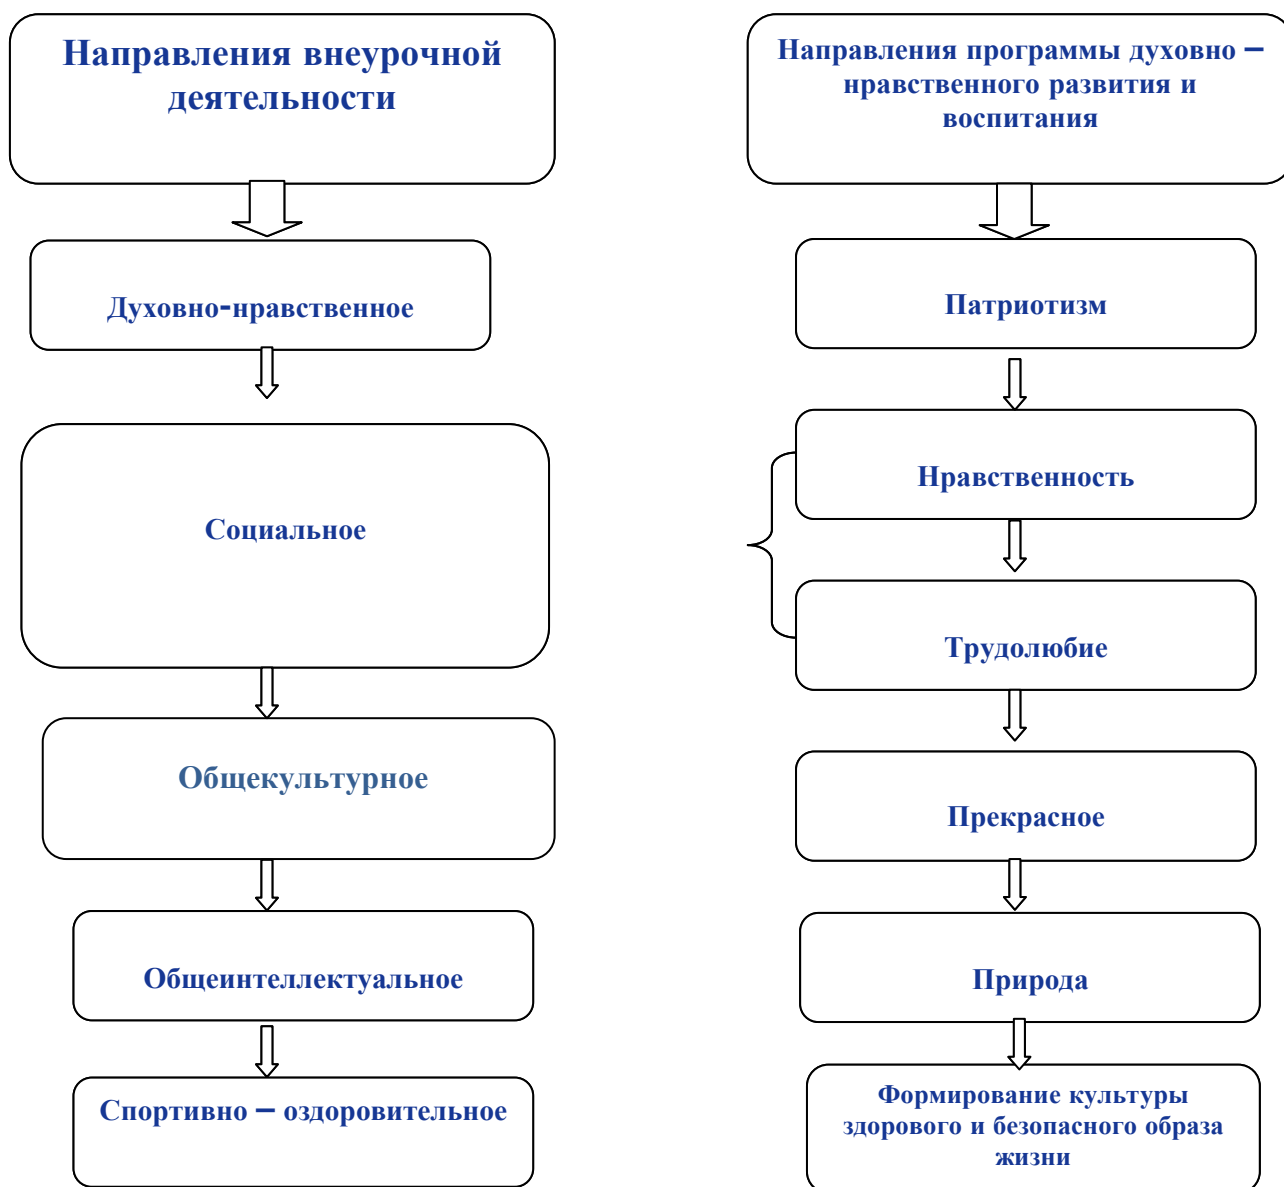 Направления внеурочной
деятельности
Духовно-нравственное
Социальное
Общекультурное
Общеинтеллектуальное
Спортивно – оздоровительное
Направления программы духовно –
нравственного развития и
воспитания
Патриотизм
Нравственность
Трудолюбие
Прекрасное
Природа
Формирование культуры
здорового и безопасного образа
жизни